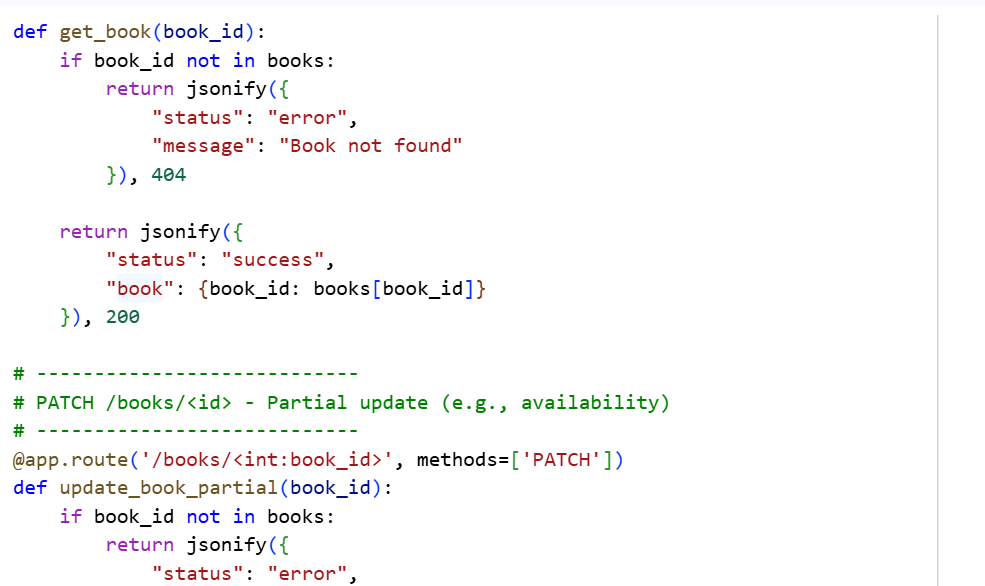 def get_book(book_id):
    if book_id not in books:
        return jsonify({
            "status": "error",
            "message": "Book not found"
        }), 404

    return jsonify({
        "status": "success",
        "book": {book_id: books[book_id]}
    }), 200

# ----------------------------
# PATCH /books/<id> - Partial update (e.g., availability)
# ----------------------------
@app.route('/books/<int:book_id>', methods=['PATCH'])
def update_book_partial(book_id):
    if book_id not in books:
        return jsonify({
            "status": "error",